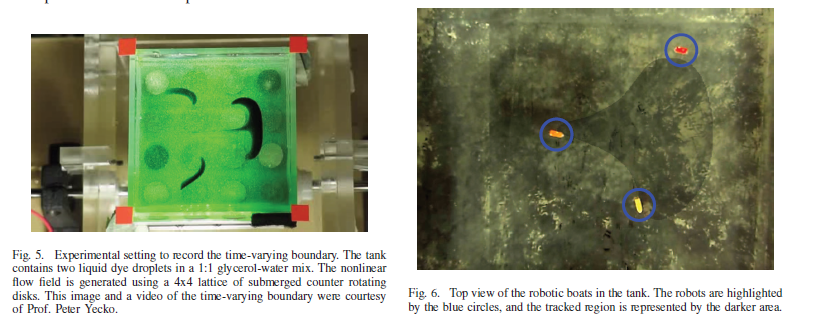 Fig. 5. Experimental setting to record the time-varying boundary. The tank
contains two liquid dye droplets in a 1:1 glycerol-water mix. The nonlinear
flow field is generated using a 4x4 lattice of submerged counter rotating
disks. This image and a video of the time-varying boundary were courtesy
of Prof. Peter Yecko.
Fig. 6. Top view of the robotic boats in the tank. The robots are highlighted
by the blue circles, and the tracked region is represented by the darker area.